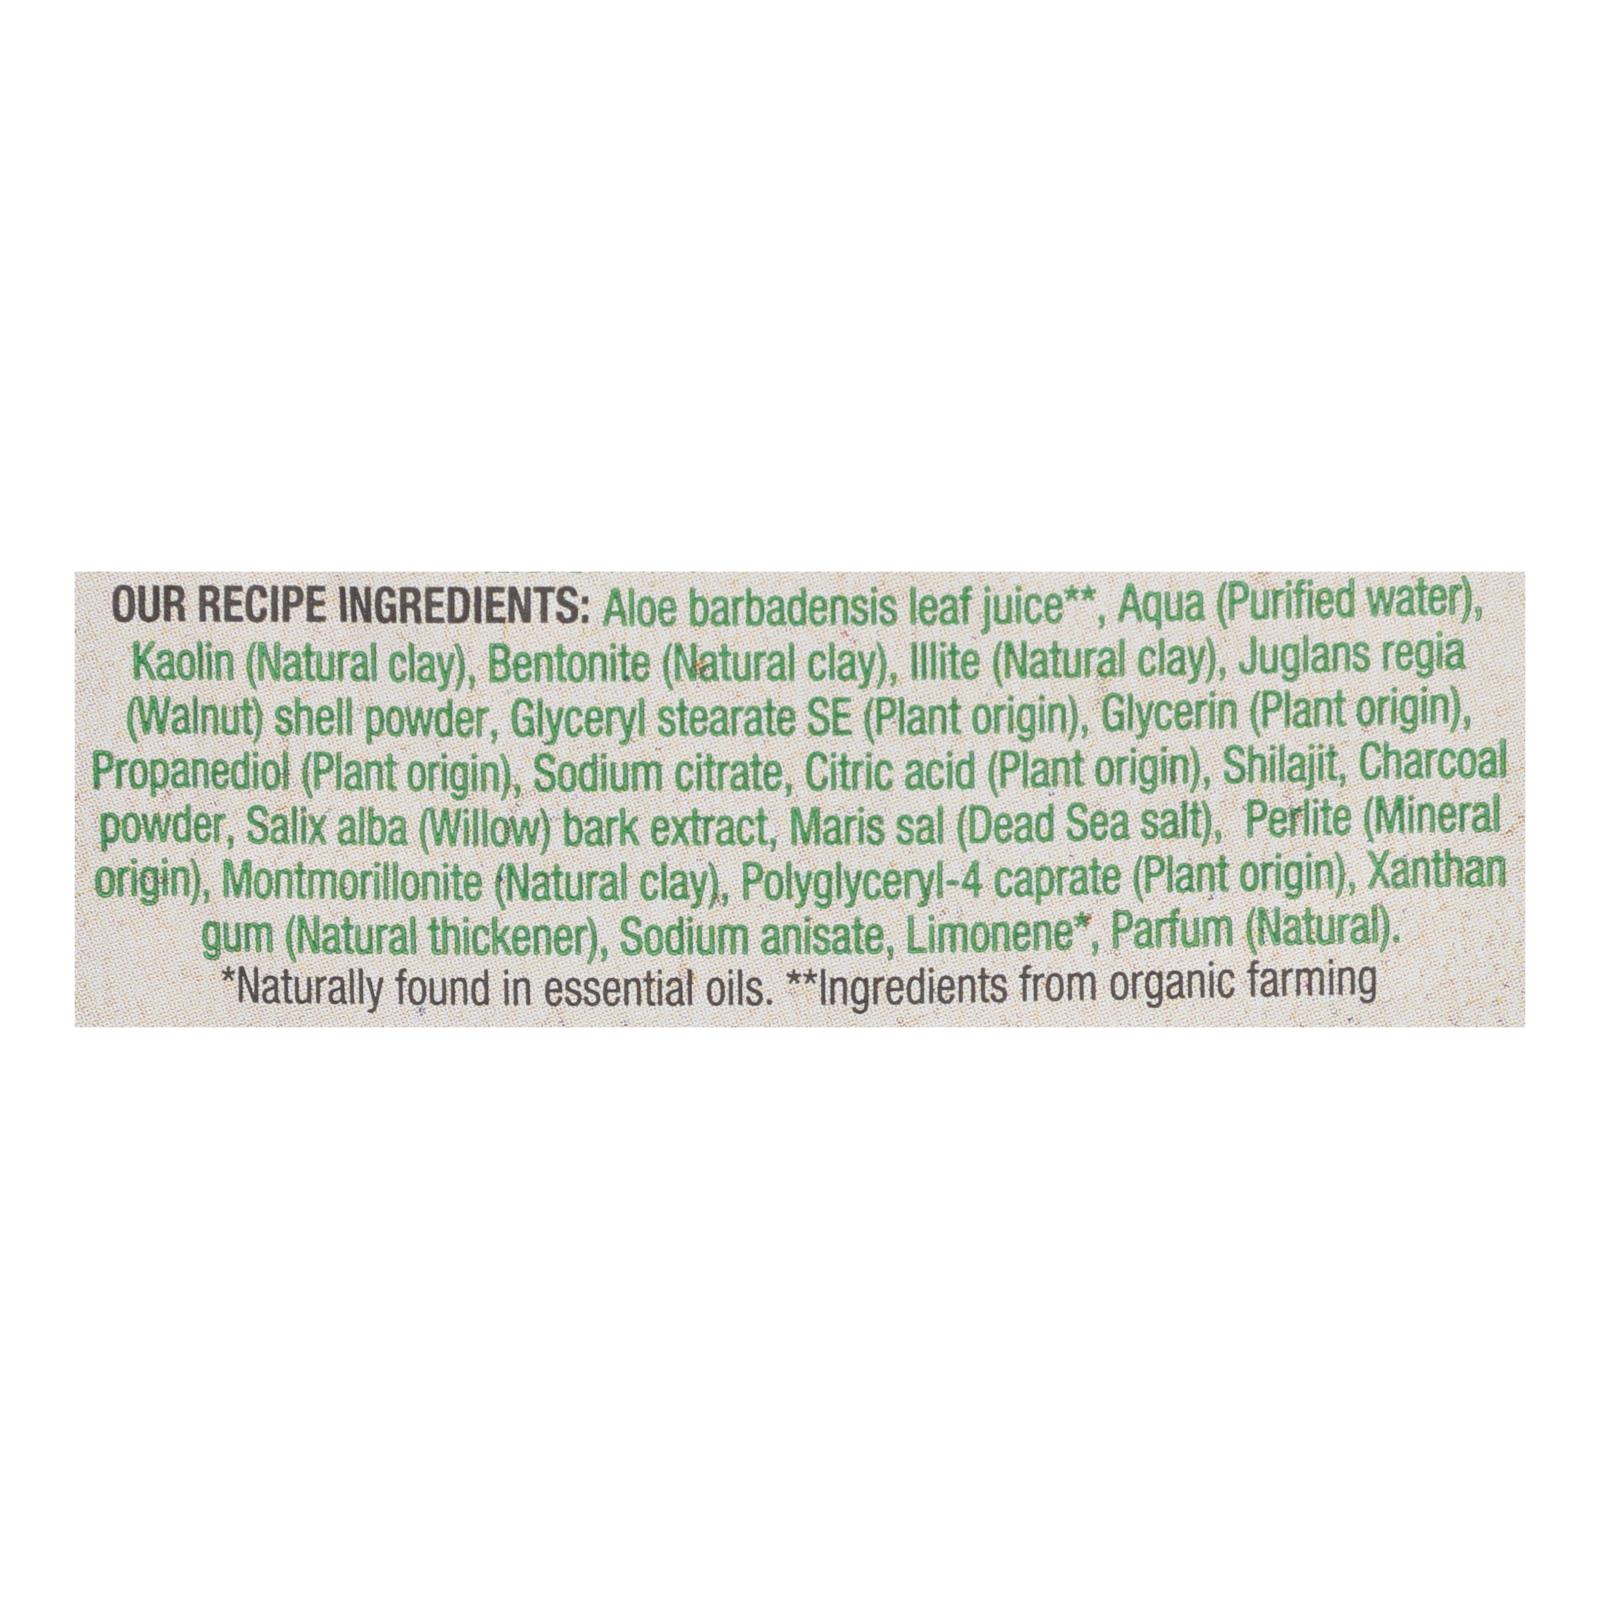 OUR RECIPE INGREDIENTS: Aloe barbadensis leaf juice**, Aqua (Purified water),
Kaolin (Natural clay), Bentonite (Natural clay), Illite (Natural clay), Juglans regia
(Walnut) shell powder, Glyceryl stearate SE (Plant origin), Glycerin (Plant origin),
Propanediol (Plant origin), Sodium citrate, Citric acid (Plant origin), Shilajit, Charcoal
powder, Salix alba (Willow) bark extract, Maris sal (Dead Sea salt), Perlite (Mineral
origin), Montmorillonite (Natural clay), Polyglyceryl-4 caprate (Plant origin), Xanthan
gum (Natural thickener), Sodium anisate, Limonene*, Parfum (Natural).
*Naturally found in essential oils. **Ingredients from organic farming